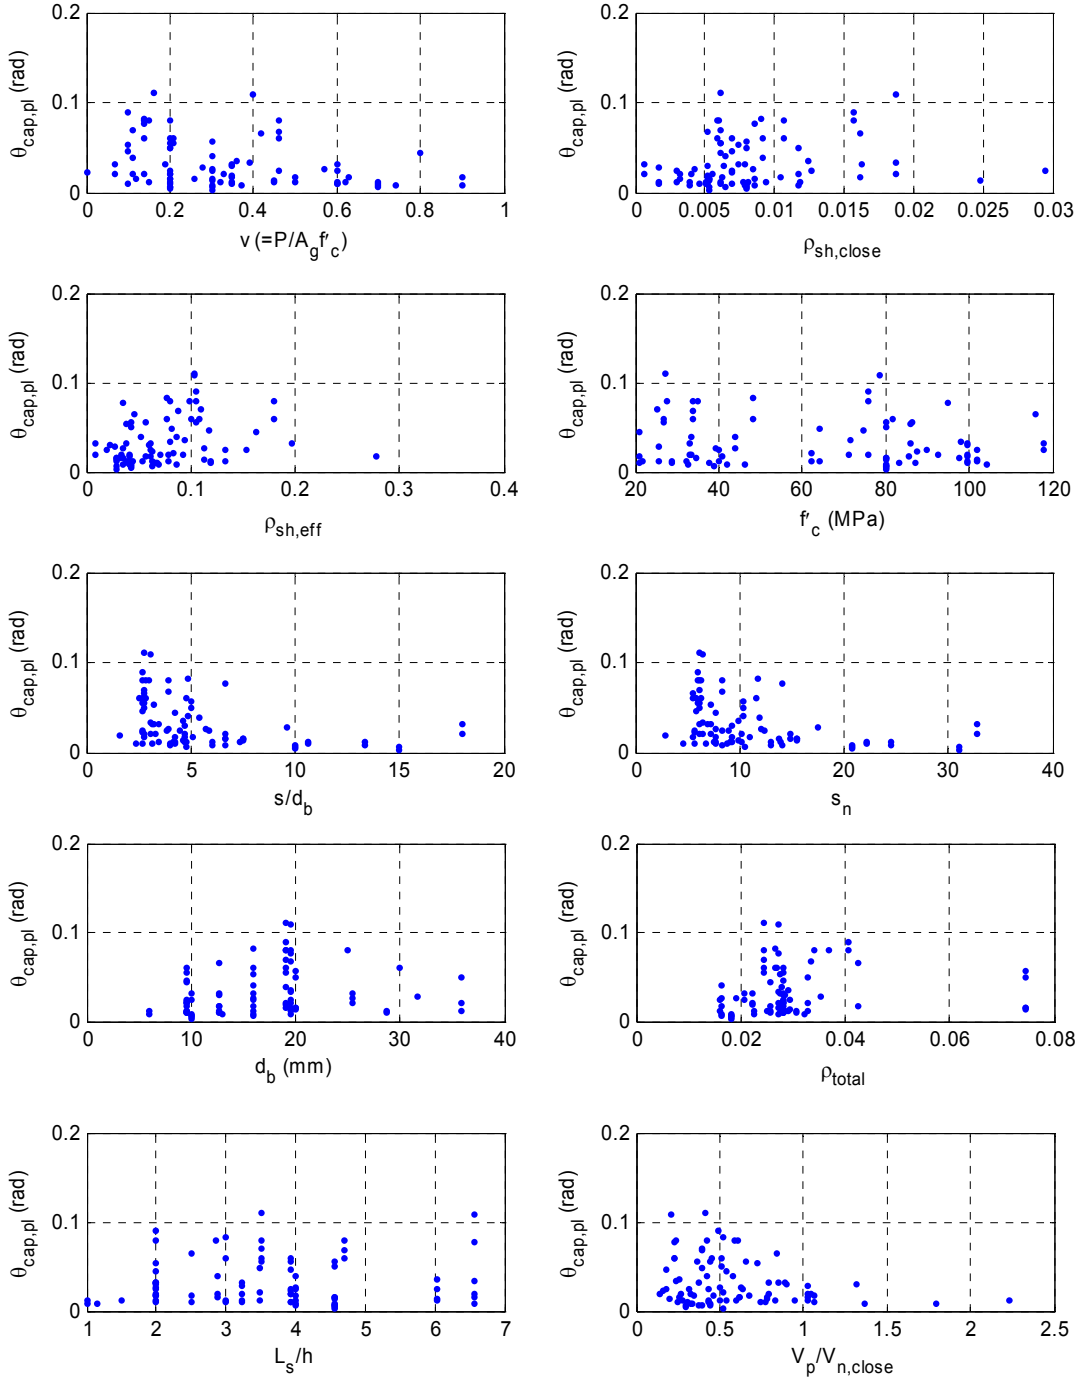 0.2 0.2
θcap,pl (rad) θcap,pl (rad)
0.1 0.1
0 0
0 0.2 0.4 0.6 0.8 1 0 0.005 0.01 0.015 0.02 0.025 0.03
v (=P/Agf'c) ρsh,close
0.2 0.2
θcap,pl (rad) θcap,pl (rad)
0.1 0.1
0 0
0 0.1 0.2 0.3 0.4 20 40 60 80 100 120
ρsh,eff f'c (MPa)
0.2 0.2
θcap,pl (rad) θcap,pl (rad)
0.1 0.1
0 0
0 5 10 15 20 0 10 20 30 40
s/db sn
0.2 0.2
θcap,pl (rad) θcap,pl (rad)
0.1 0.1
0 0
0 10 20 30 40 0 0.02 0.04 0.06 0.08
db (mm) ρtotal
0.2 0.2
θcap,pl (rad) θcap,pl (rad)
0.1 0.1
0 0
1 2 3 4 5 6 7 0 0.5 1 1.5 2 2.5
Ls/h Vp/Vn,close